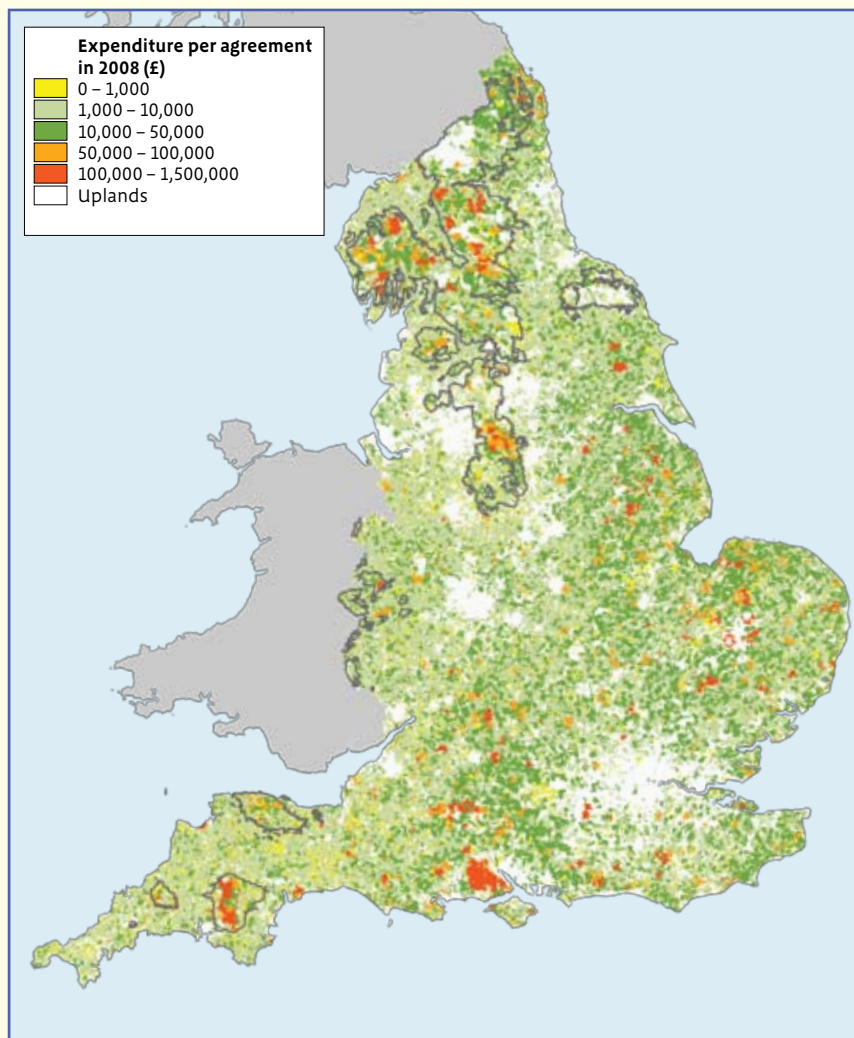 Expenditure per agreement
in 2008 (£)
0 – 1,000
1,000 – 10,000
10,000 – 50,000
50,000 – 100,000
100,000 – 1,500,000
Uplands